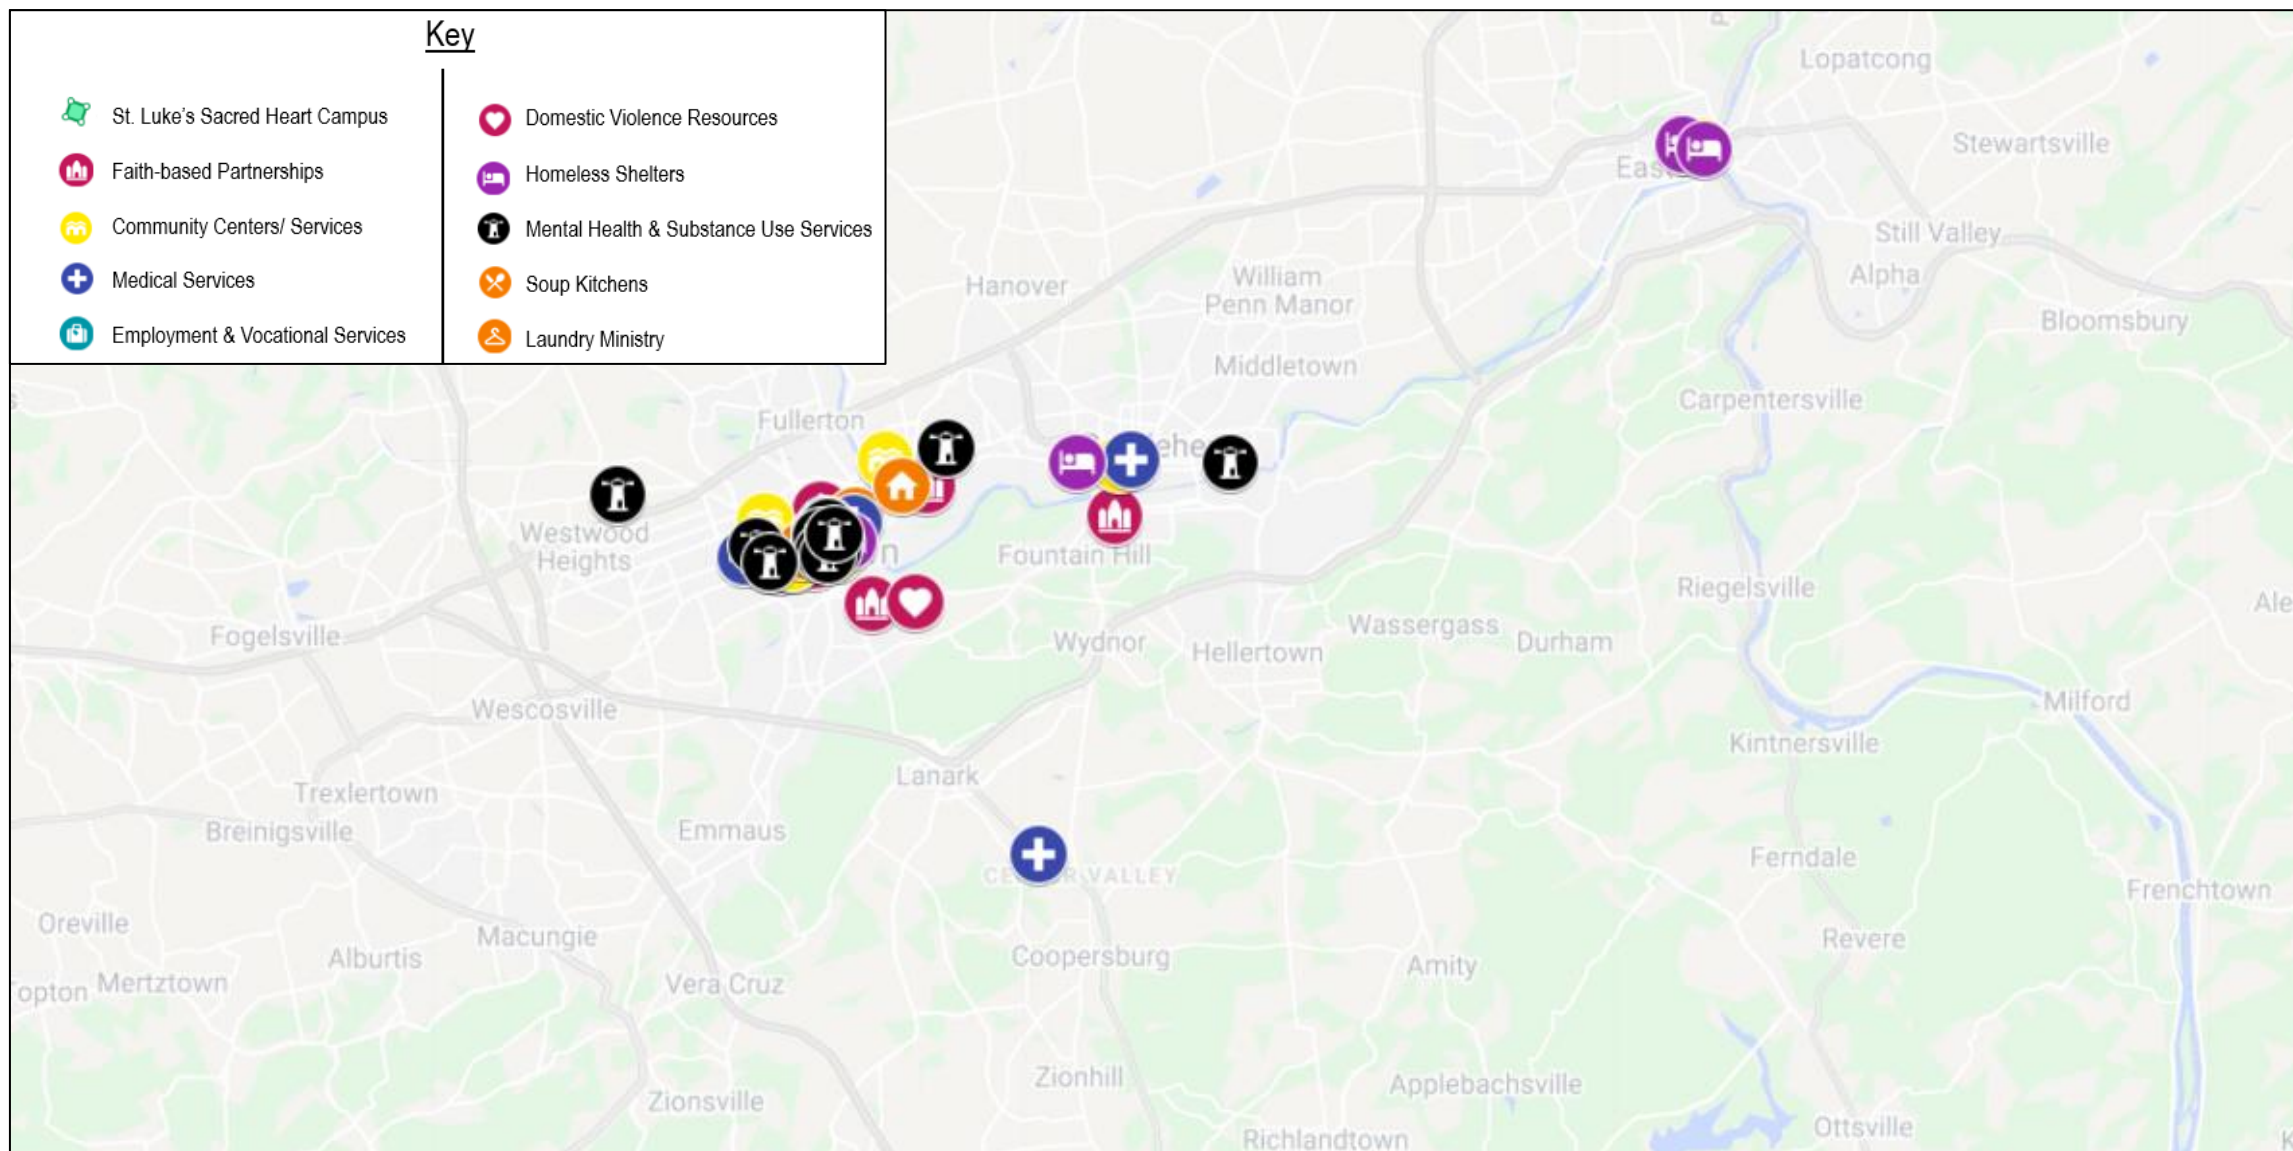 Key
St. Luke's Sacred Heart Campus
Faith-based Partnerships
Community Centers/ Services
Medical Services
Employment & Vocational Services
Domestic Violence Resources
Homeless Shelters
Mental Health & Substance Use Services
Soup Kitchens
Laundry Ministry
Lopatcong
Stewartsville
Still Valley
Alpha
Hanover
William
Penn Manor
Bloomsbury
Middletown
Carpentersville
Fullerton
Westwood
Heights
Fountain Hill
Riegelsville
Fogelsville
Wydnor
Hellertown
Wassergass
Durham
Wescosville
Milford
Kintnersville
Lanark
Trexlertown
Breinigsville
Emmaus
Ferndale
VALLEY
Frenchtown
Oreville
Macungie
Alburtis
Coopersburg
Amity
Revere
Mertztown
Vera Cruz
Zionhill
Applebachsville
Zionsville
Ottsville
Richlandtown